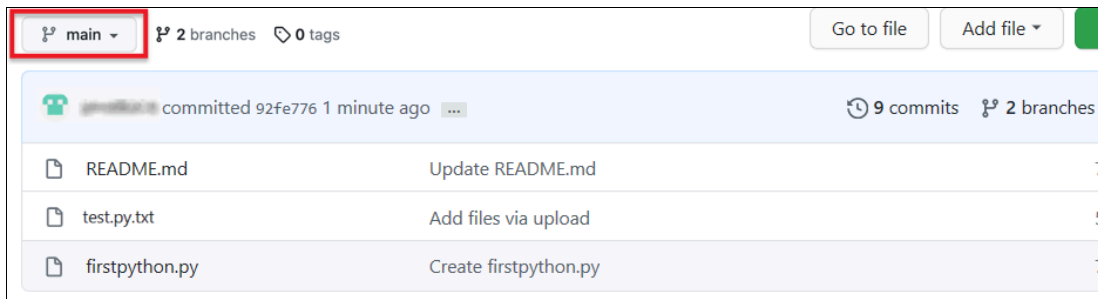 main 2 branches 0 tags Go to file Add file
committed 92fe776 1 minute ago ... 9 commits 2 branches
README.md Update README.md
test.py.txt Add files via upload
firstpython.py Create firstpython.py